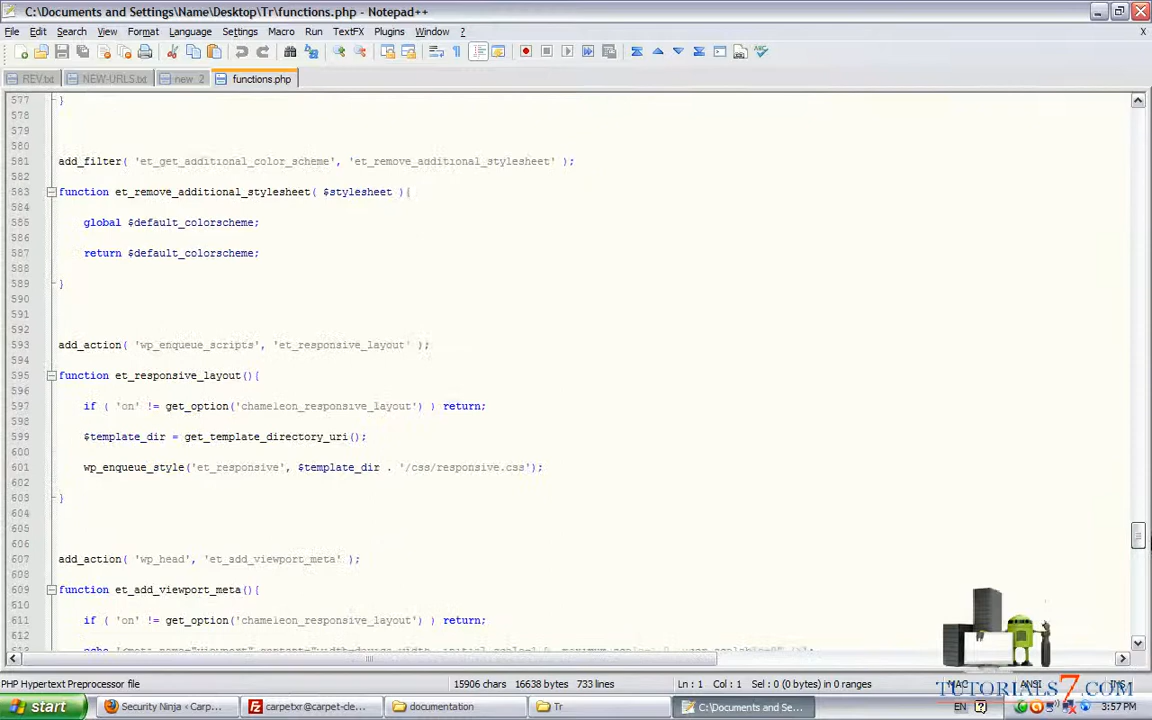 C:\Documents and Settings\Name\Desktop\Tr\functions.php - Notepad++
File Edit Search View Format Language Settings Macro Run TextFX Plugins Window X
REV.txt NEW-URLS.txt new 2 functions.php
577 }
578
579
580
581 add_filter( 'et_get_additional_color_scheme', 'et_remove_additional_stylesheet' );
582
583 function et_remove_additional_stylesheet( $stylesheet ){
584
585 global $default_colorscheme;
586
587 return $default_colorscheme;
588
589 }
590
591
592
593 add_action( 'wp_enqueue_scripts', 'et_responsive_layout' );
594
595 function et_responsive_layout(){
596
597 if ( 'on' != get_option('chameleon_responsive_layout') ) return;
598
599 $template_dir = get_template_directory_uri();
600
601 wp_enqueue_style('et_responsive', $template_dir . '/css/responsive.css');
602
603 }
604
605
606
607 add_action( 'wp_head', 'et_add_viewport_meta' );
608
609 function et_add_viewport_meta(){
610
611 if ( 'on' != get_option('chameleon_responsive_layout') ) return;
612
PHP Hypertext Preprocessor file 15906 chars 16638 bytes 733 lines Ln : 1 Col : 1 Sel : 0 (0 bytes) in 0 ranges MAC ANSI INS
TUTORIALS7.COM
start Security Ninja ‹ Carp... carpetxr@carpet-de... documentation Tr C:\Documents and Se... EN 3:57 PM